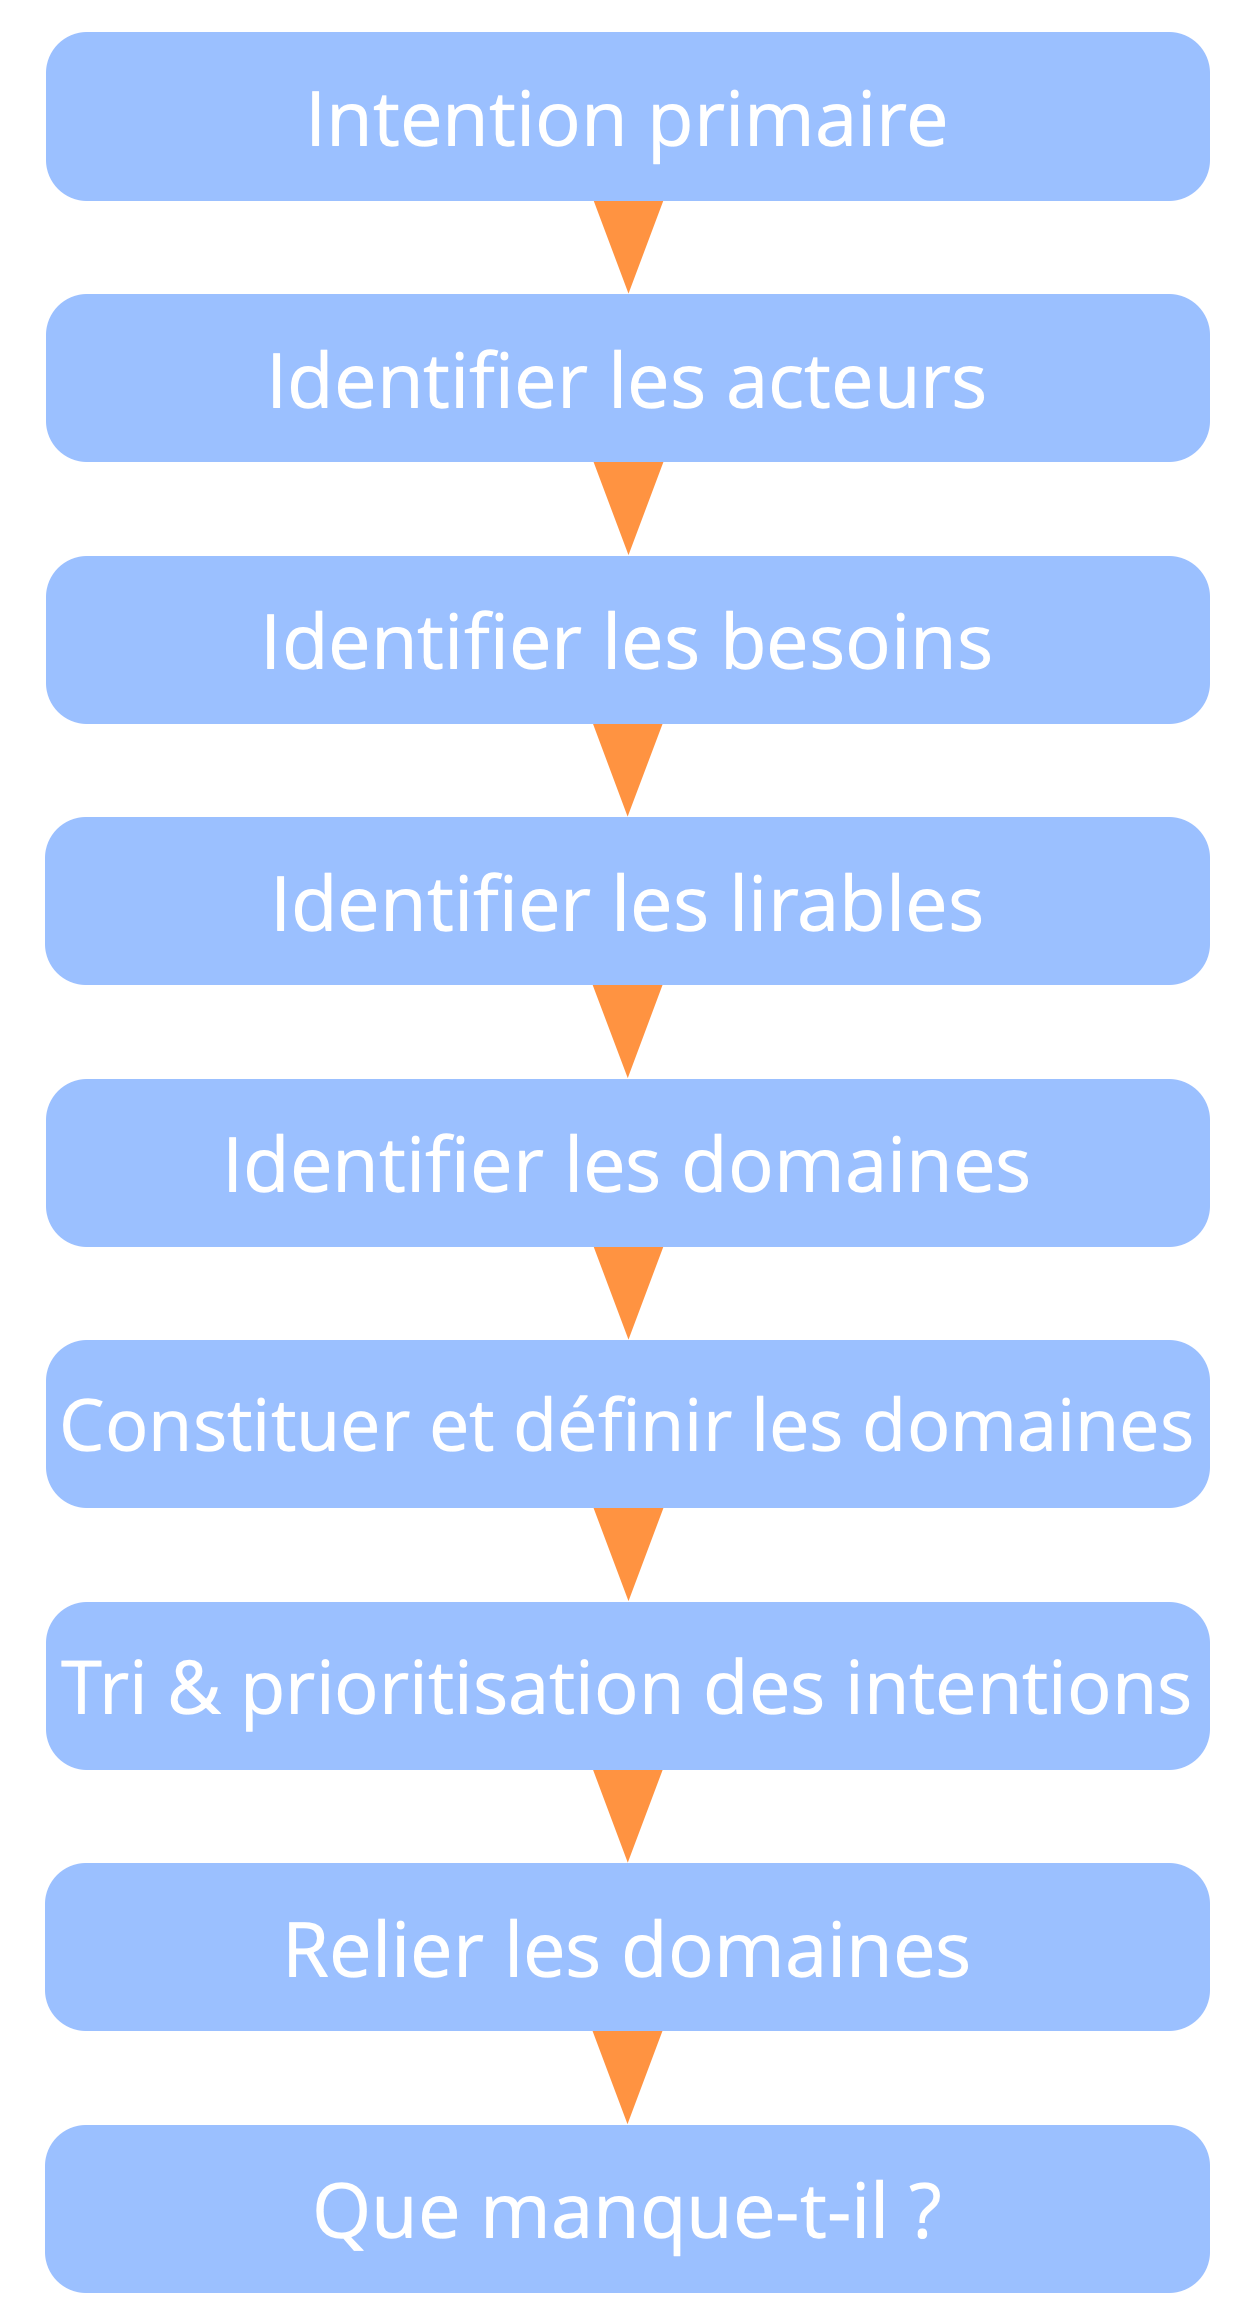 Intention primaire
Identifier les acteurs
Identifier les besoins
Identifier les lirables
Identifier les domaines
Constituer et définir les domaines
Tri & prioritisation des intentions
Relier les domaines
Que manque-t-il ?